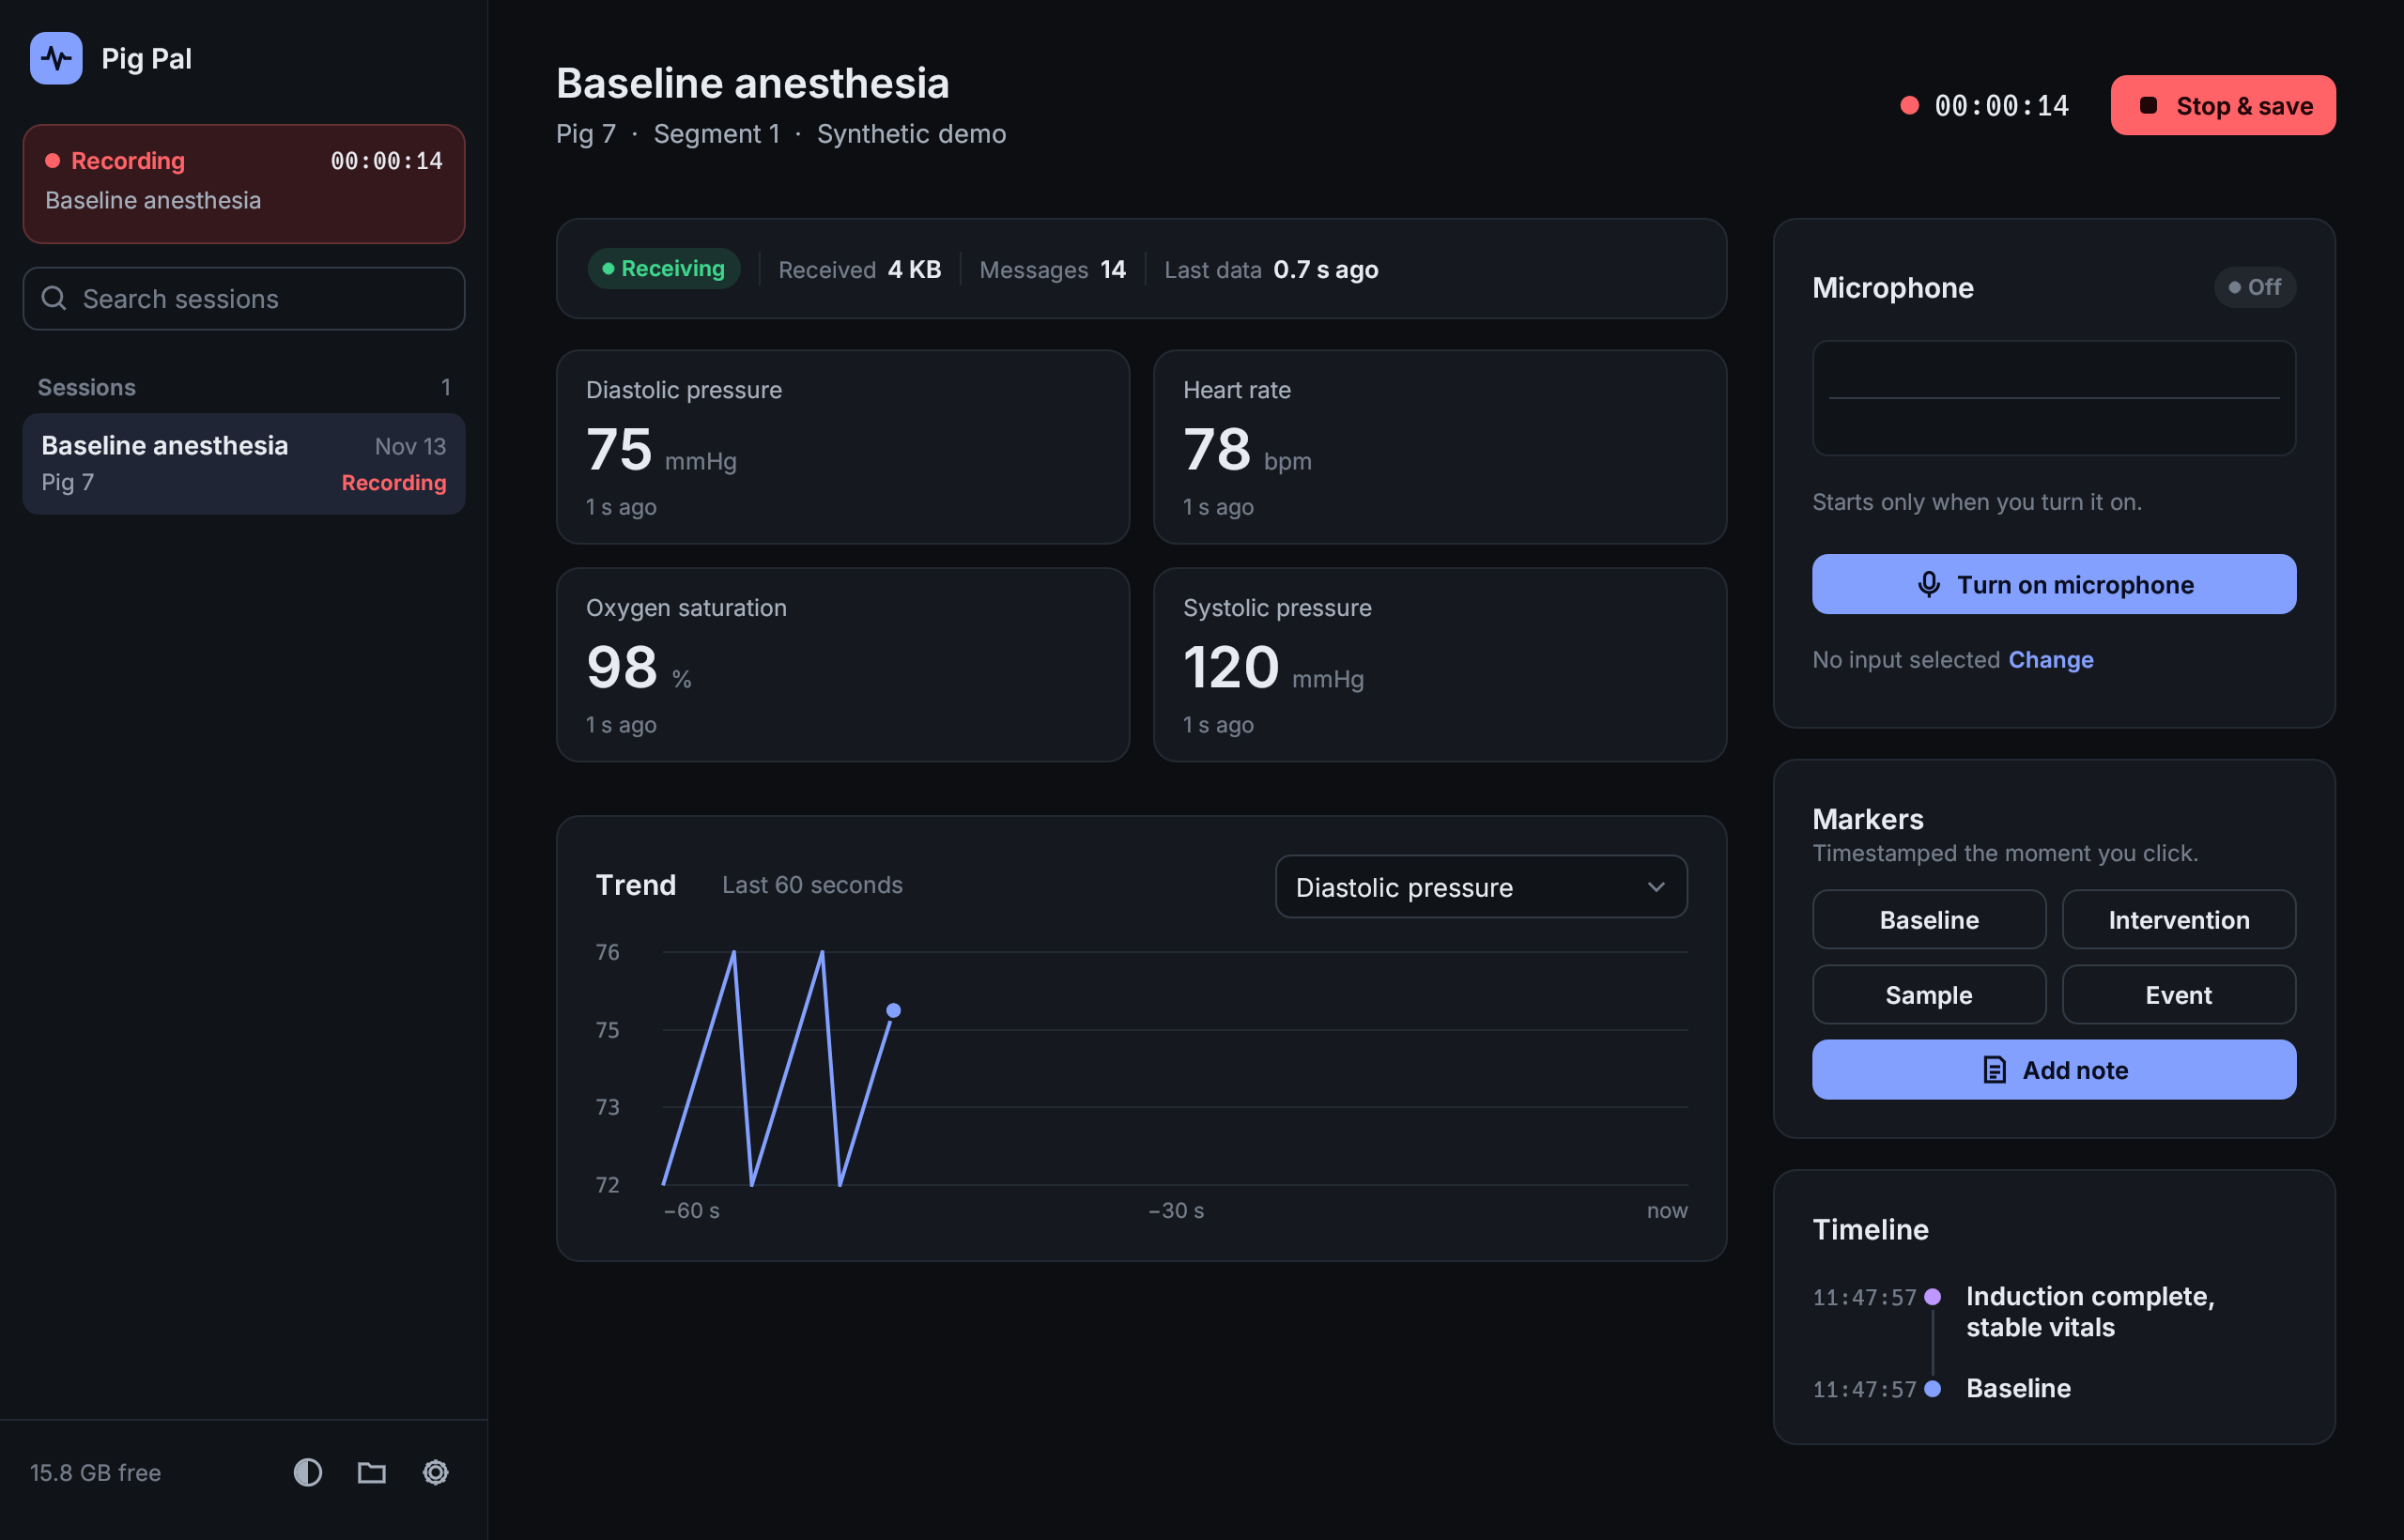 Pig Pal
Recording 00:00:14
Baseline anesthesia
Search sessions
Sessions 1
Baseline anesthesia Nov 13
Pig 7 Recording
15.8 GB free
Baseline anesthesia
Pig 7 · Segment 1 · Synthetic demo
00:00:14 Stop & save
Receiving Received 4 KB Messages 14 Last data 0.7 s ago
Diastolic pressure
75 mmHg
1 s ago
Heart rate
78 bpm
1 s ago
Oxygen saturation
98 %
1 s ago
Systolic pressure
120 mmHg
1 s ago
Trend Last 60 seconds Diastolic pressure
76
75
73
72
−60 s −30 s now
Microphone Off
Starts only when you turn it on.
Turn on microphone
No input selected Change
Markers
Timestamped the moment you click.
Baseline Intervention
Sample Event
Add note
Timeline
11:47:57 Induction complete,
stable vitals
11:47:57 Baseline